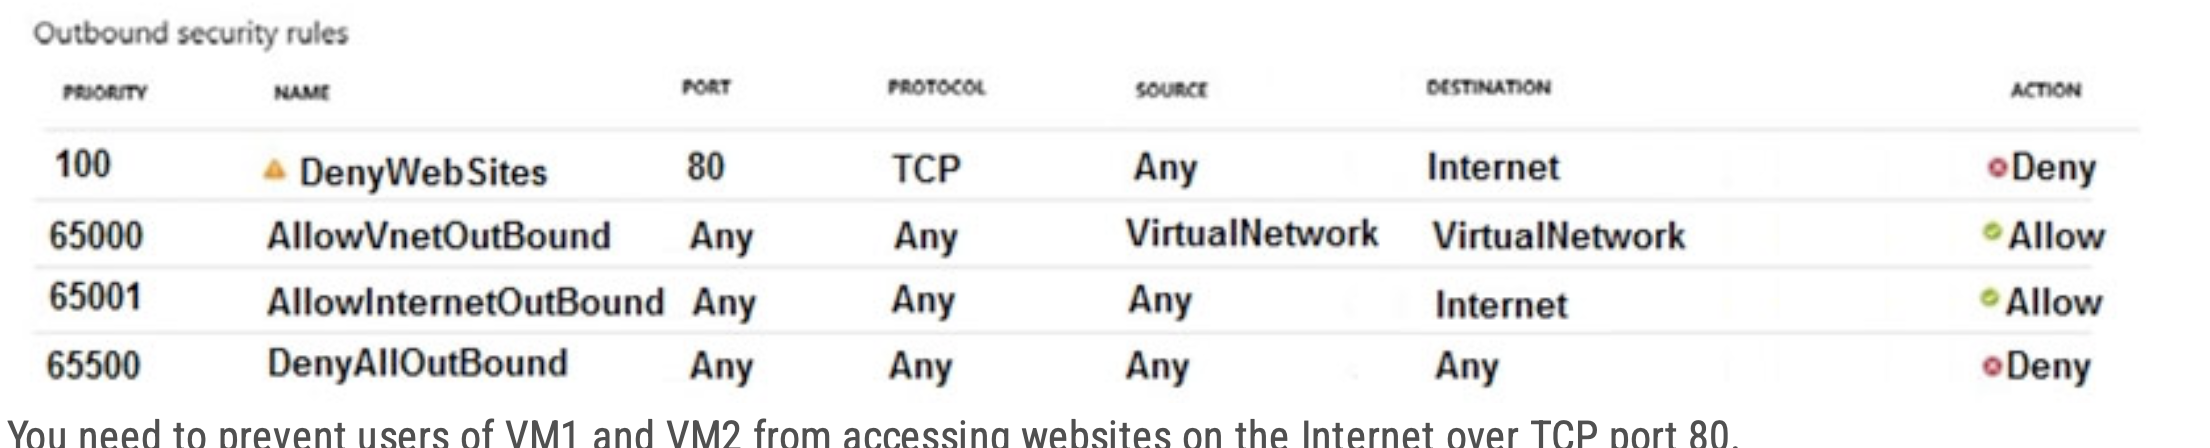 Outbound security rules
PRIORITY NAME PORT PROTOCOL SOURCE DESTINATION ACTION
100 DenyWebSites 80 TCP Any Internet Deny
65000 AllowVnetOutBound Any Any VirtualNetwork VirtualNetwork Allow
65001 AllowInternetOutBound Any Any Any Internet Allow
65500 DenyAllOutBound Any Any Any Any Deny
You need to prevent users of VM1 and VM2 from accessing websites on the Internet over TCP port 80.